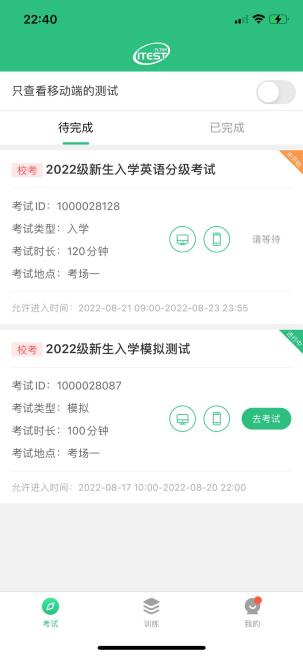 22:40
ITEST
只查看移动端的测试
待完成
已完成
未开始
校考
2022级新生入学英语分级考试
考试ID: 1000028128
考试类型: 入学
考试时长: 120分钟
考试地点: 考场一
请等待
允许进入时间: 2022-08-21 09:00-2022-08-23 23:55
进行中
校考
2022级新生入学模拟测试
考试ID: 1000028087
考试类型: 模拟
考试时长: 100分钟
考试地点: 考场一
去考试
允许进入时间: 2022-08-17 10:00-2022-08-20 22:00
考试
训练
我的